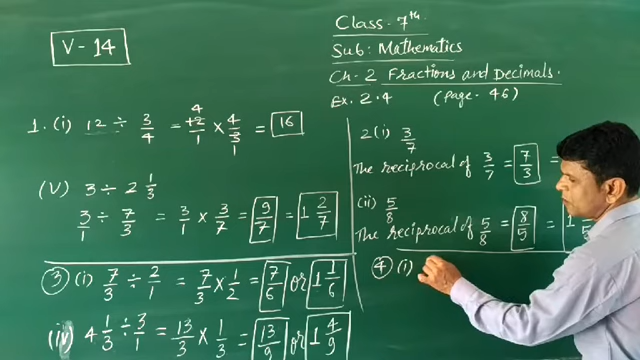 V-14
Class-7th
Sub: Mathematics
Ch-2 Fractions and Decimals.
Ex. 2.4 (page-46)
1.(i) 12 ÷ 3/4 = 4 12/1 × 4/3 1 = 16
(V) 3 ÷ 2 1/3
3/1 ÷ 7/3 = 3/1 × 3/7 = 9/7 = 1 2/7
③ (i) 7/3 ÷ 2/1 = 7/3 × 1/2 = 7/6 or 1 1/6
(iv) 4 1/3 ÷ 3/1 = 13/3 × 1/3 = 13/9 or 1 4/9
2(i) 3/7
The reciprocal of 3/7 = 7/3 =
(ii) 5/8
The reciprocal of 5/8 = 8/5 = 1
④ (i)